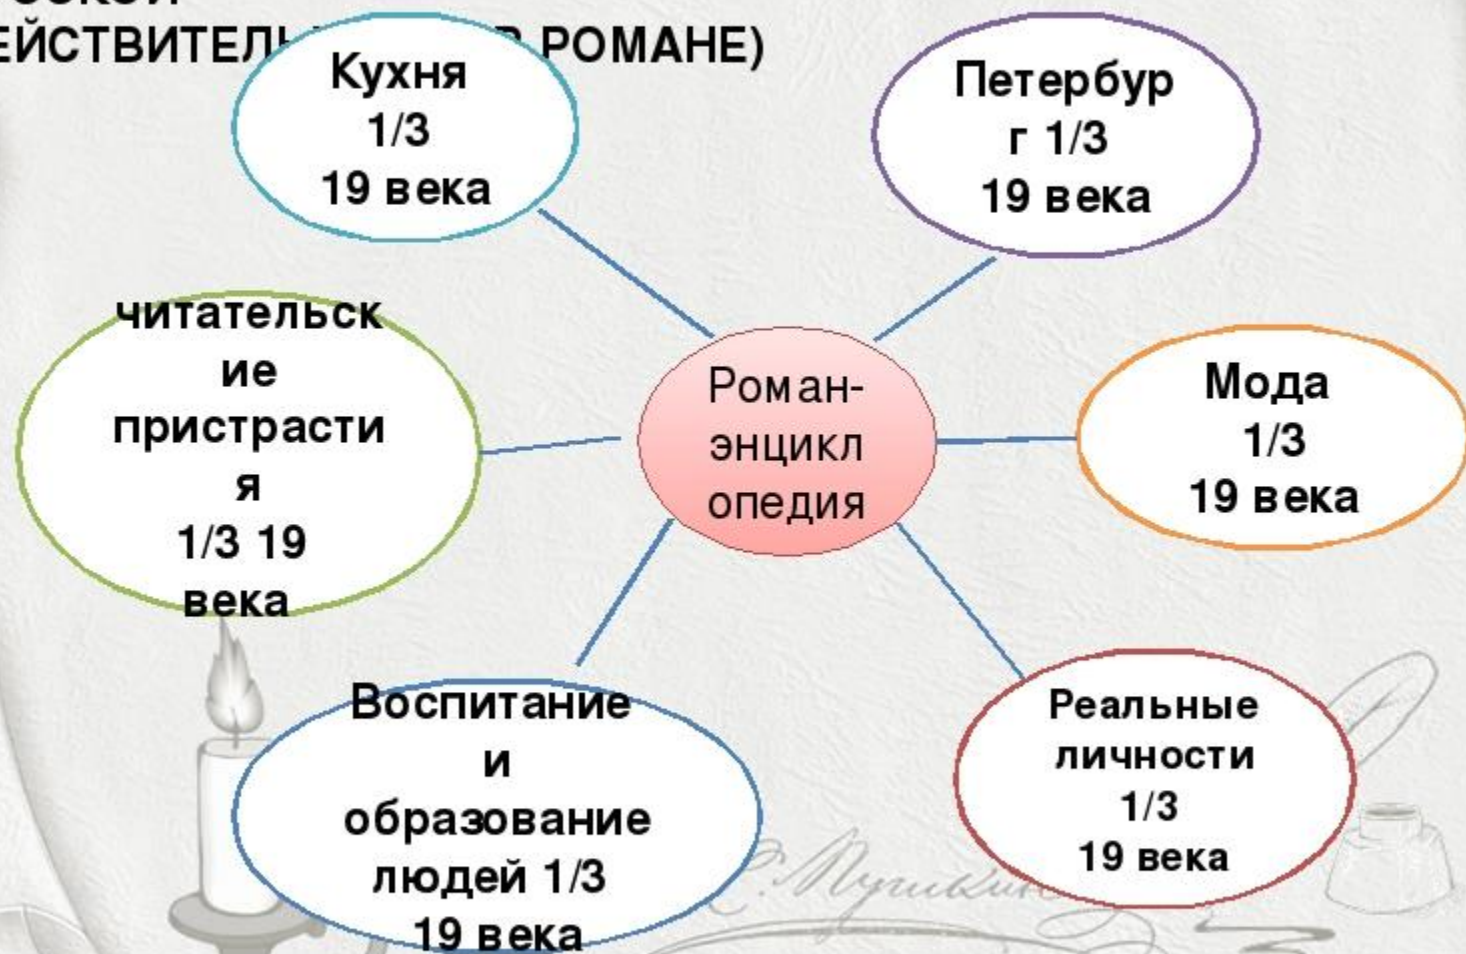 РОМАНЕ)
Кухня
1/3
19 века
Петербур
г 1/3
19 века
читательск
ие
пристрасти
я
1/3 19
века
Роман-
энцикл
опедия
Мода
1/3
19 века
Воспитание
и
образование
людей 1/3
19 века
Реальные
личности
1/3
19 века